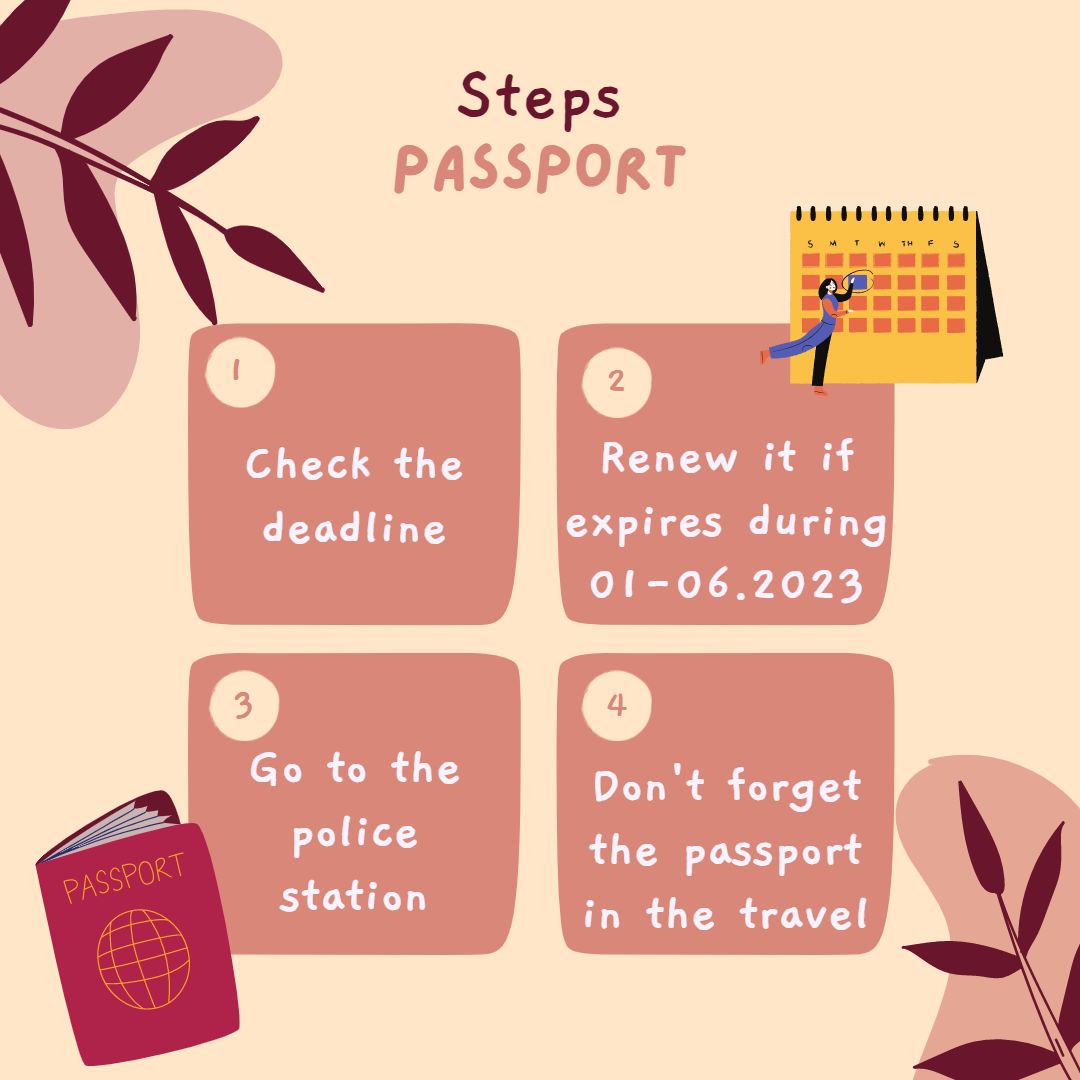 Steps
PASSPORT
S M T W TH F S
1
Check the
deadline
2
Renew it if
expires during
01-06.2023
3
Go to the
police
station
4
Don't forget
the passport
in the travel
PASSPORT